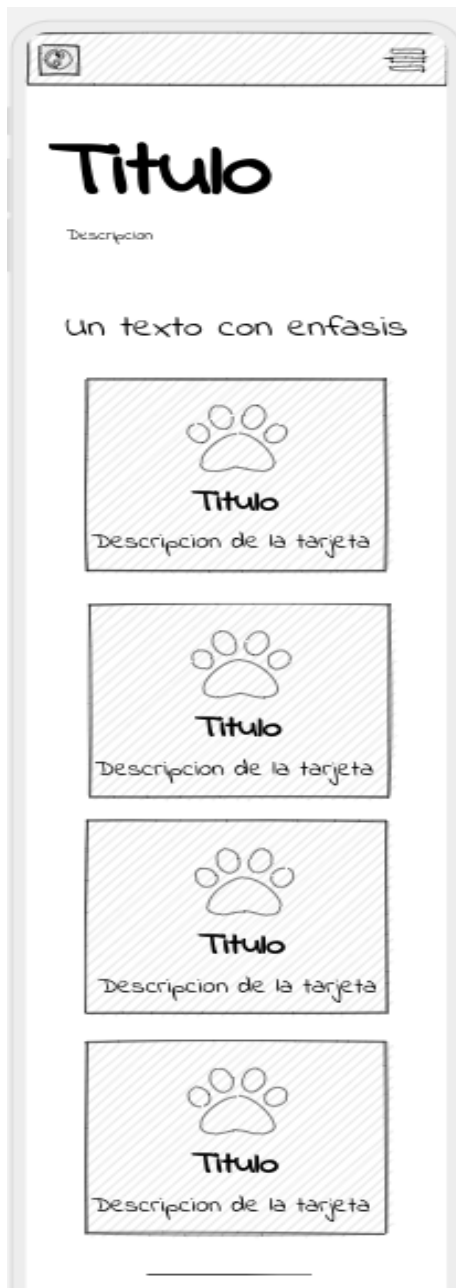 Titulo
Descripcion
un texto con enfasis
Titulo
Descripcion de la tarjeta
Titulo
Descripcion de la tarjeta
Titulo
Descripcion de la tarjeta
Titulo
Descripcion de la tarjeta